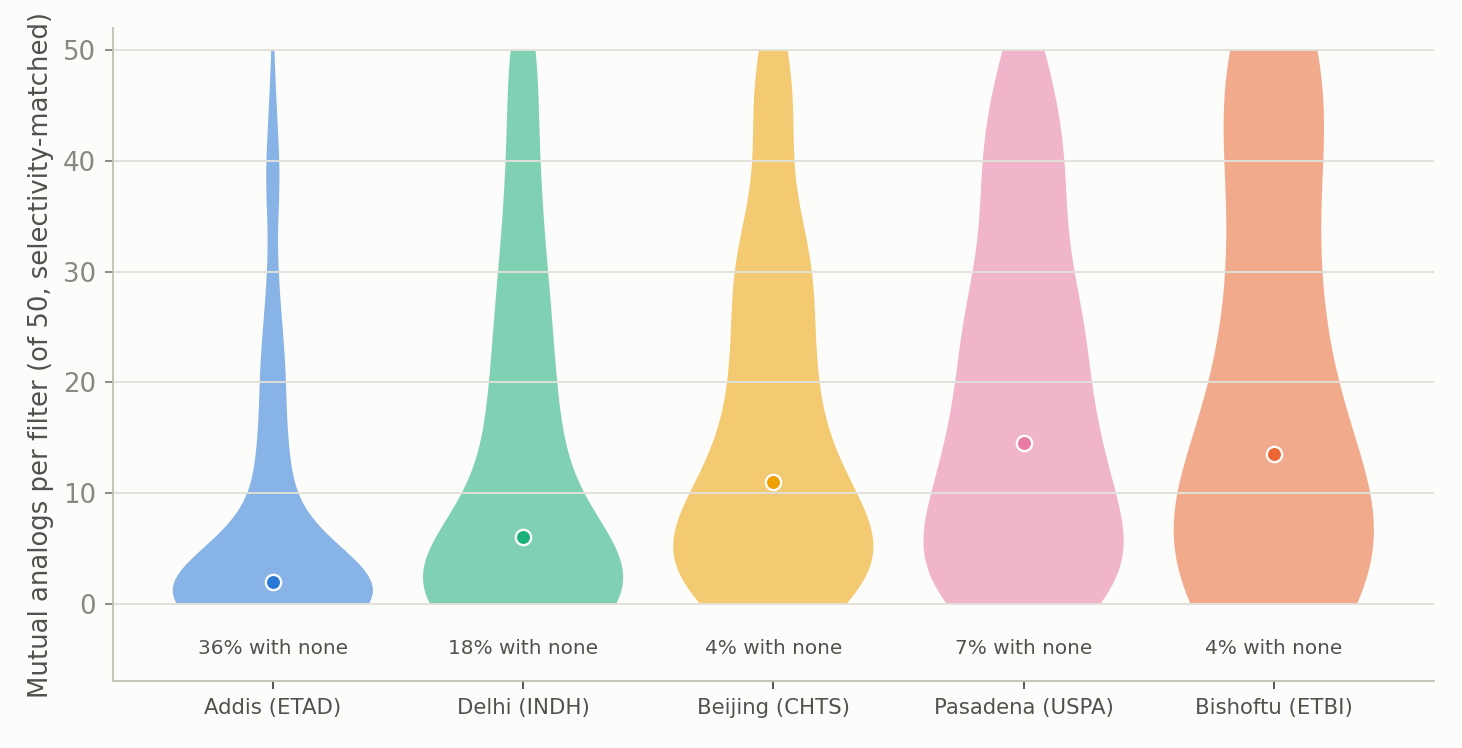 Mutual analogs per filter (of 50, selectivity-matched)
50
40
30
20
10
0
36% with none
18% with none
4% with none
7% with none
4% with none
Addis (ETAD)
Delhi (INDH)
Beijing (CHTS)
Pasadena (USPA)
Bishoftu (ETBI)